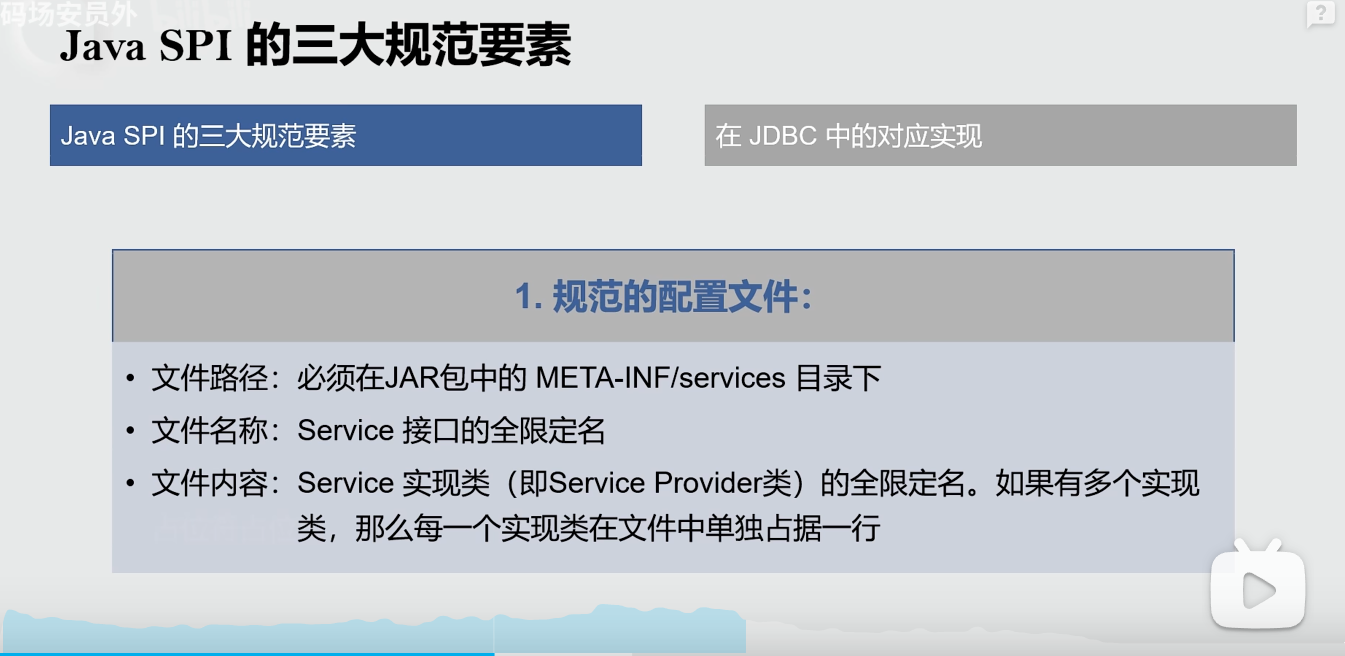 码场安员外 bilibili
Java SPI 的三大规范要素
?
Java SPI 的三大规范要素
在 JDBC 中的对应实现
1. 规范的配置文件：
• 文件路径：必须在JAR包中的 META-INF/services 目录下
• 文件名称：Service 接口的全限定名
• 文件内容：Service 实现类（即Service Provider类）的全限定名。如果有多个实现
类，那么每一个实现类在文件中单独占据一行